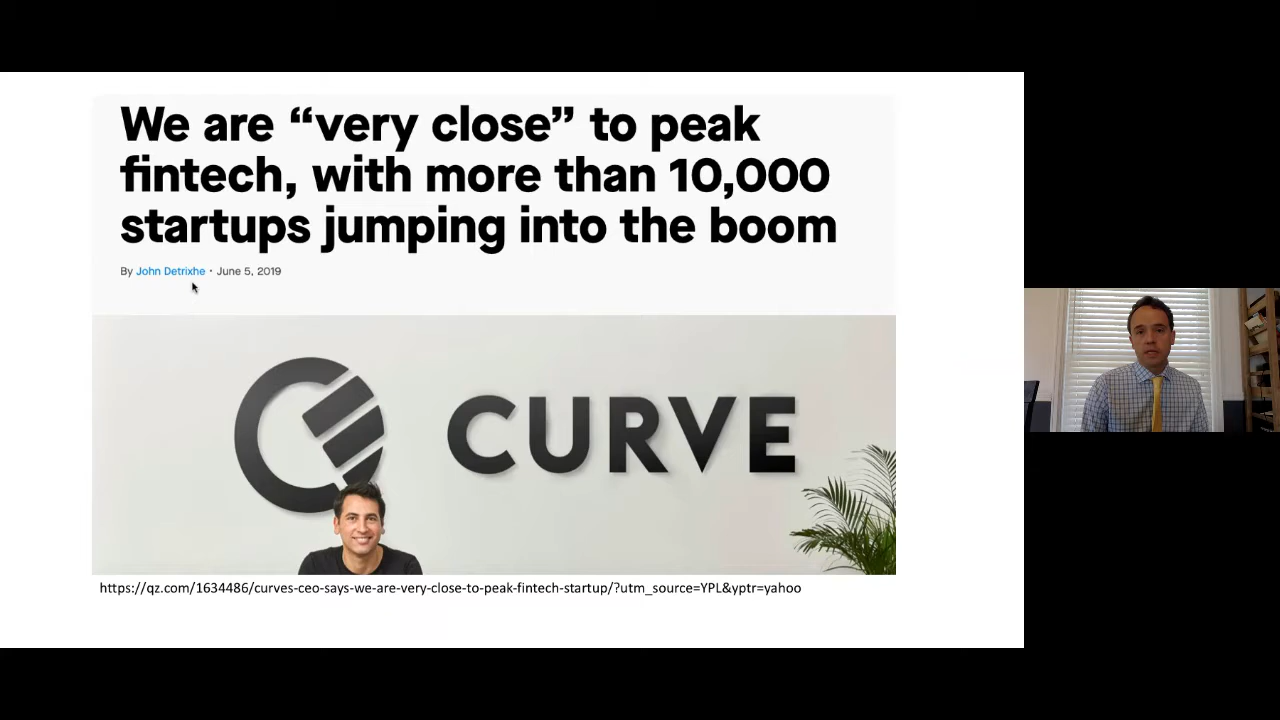 We are “very close” to peak
fintech, with more than 10,000
startups jumping into the boom
By John Detrixhe • June 5, 2019
CURVE
https://qz.com/1634486/curves-ceo-says-we-are-very-close-to-peak-fintech-startup/?utm_source=YPL&yptr=yahoo